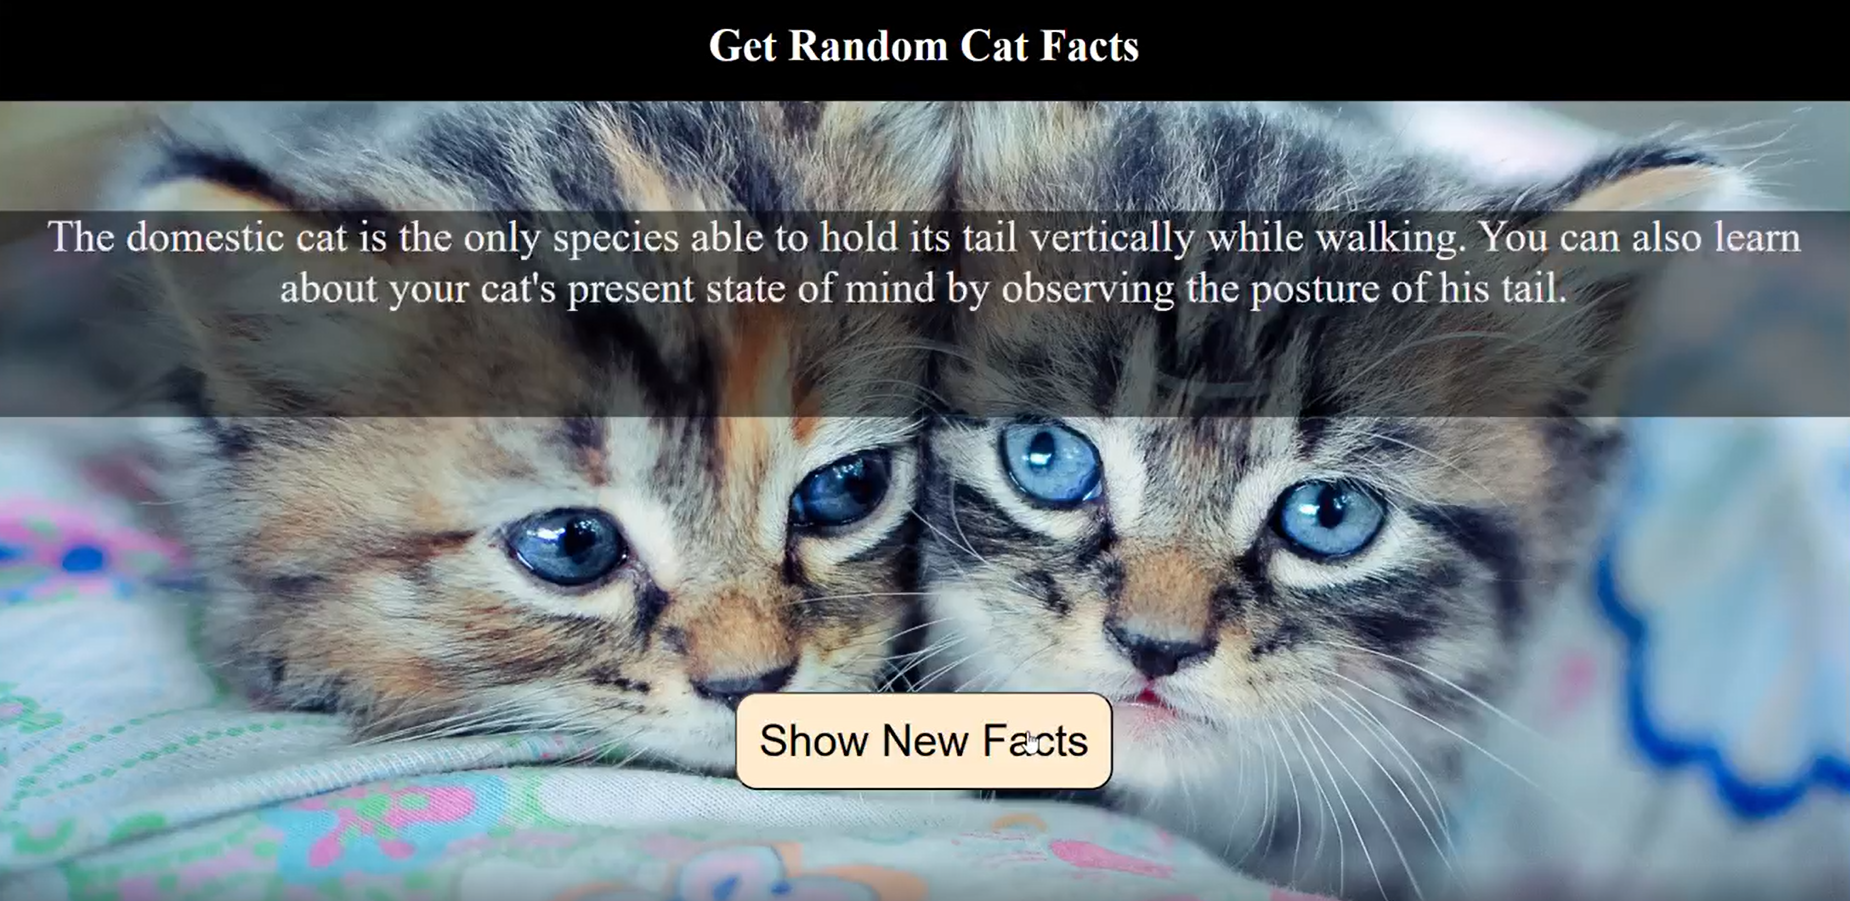 Get Random Cat Facts
The domestic cat is the only species able to hold its tail vertically while walking. You can also learn
about your cat's present state of mind by observing the posture of his tail.
Show New Facts